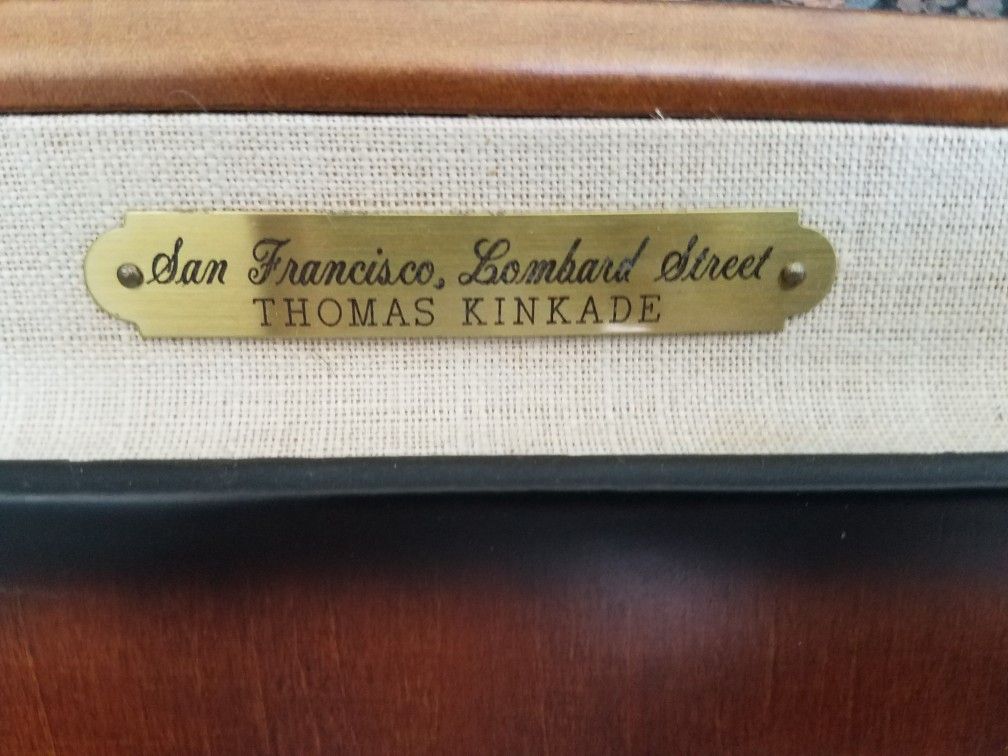 San Francisco, Lombard Street
THOMAS KINKADE